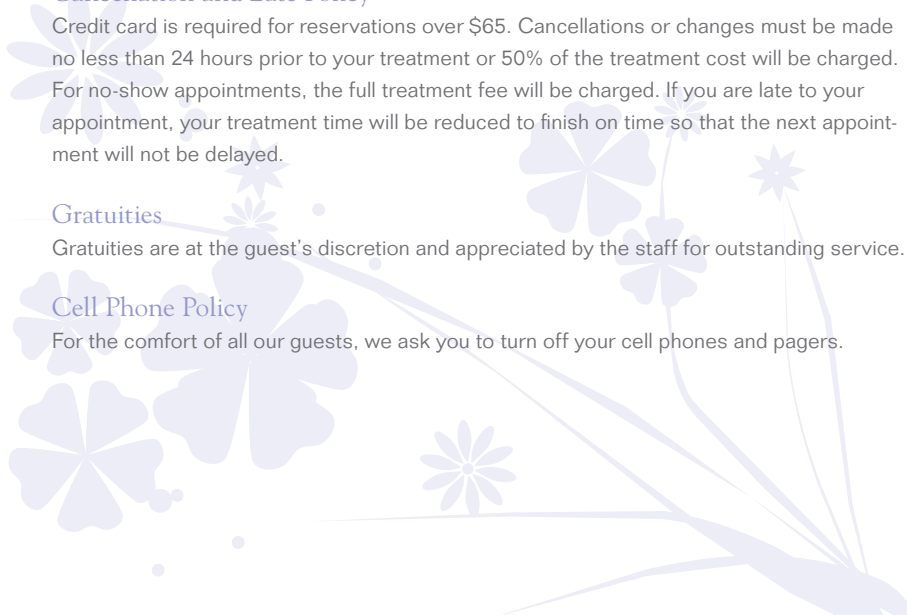 Cancellation and Late Policy
Credit card is required for reservations over $65. Cancellations or changes must be made
no less than 24 hours prior to your treatment or 50% of the treatment cost will be charged.
For no-show appointments, the full treatment fee will be charged. If you are late to your
appointment, your treatment time will be reduced to finish on time so that the next appoint-
ment will not be delayed.
Gratuities
Gratuities are at the guest's discretion and appreciated by the staff for outstanding service.
Cell Phone Policy
For the comfort of all our guests, we ask you to turn off your cell phones and pagers.